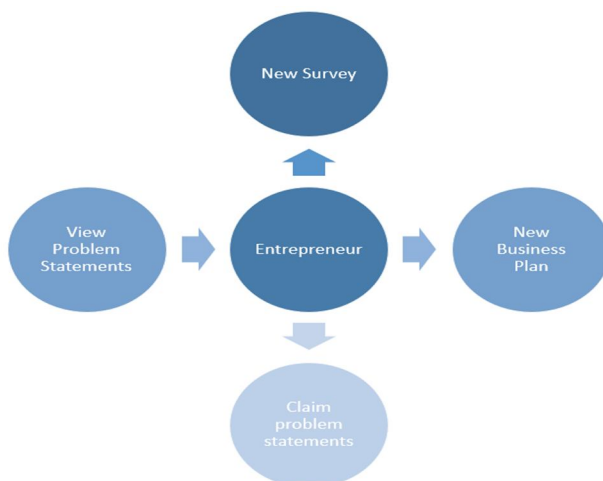 New Survey
View
Problem
Statements
Entrepreneur
New
Business
Plan
Claim
problem
statements